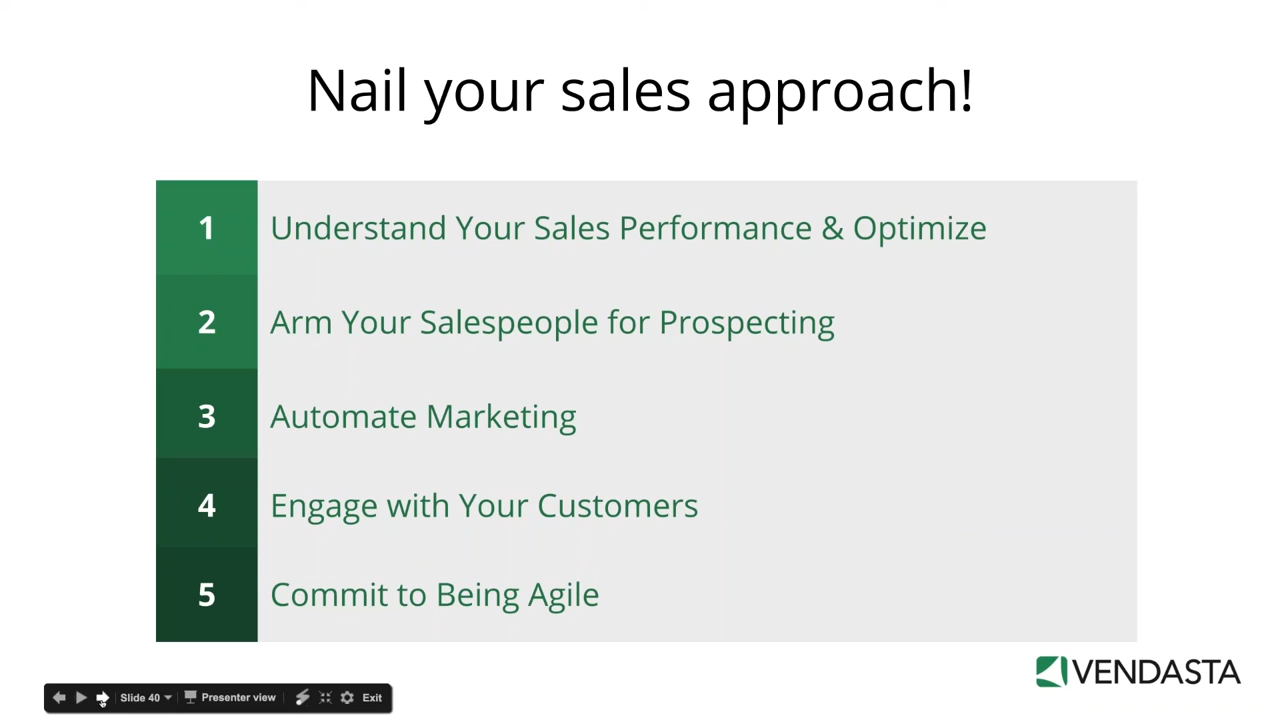 Nail your sales approach!
1 Understand Your Sales Performance & Optimize
2 Arm Your Salespeople for Prospecting
3 Automate Marketing
4 Engage with Your Customers
5 Commit to Being Agile
VENDASTA
Slide 40 Presenter view Exit